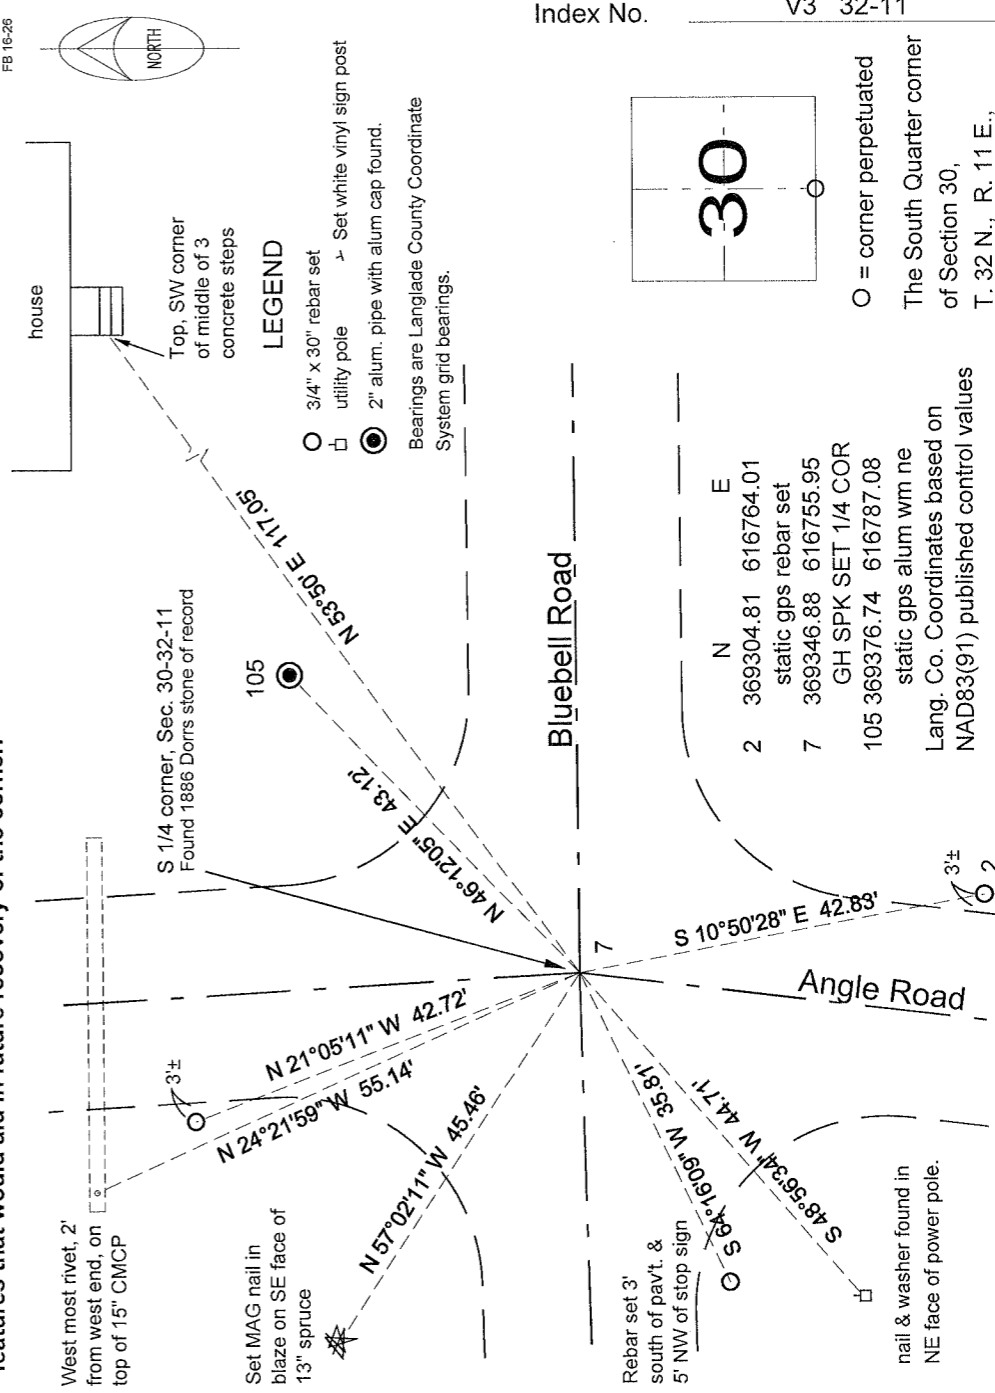 FB 16-26
Index No.
V3 32-11
NORTH
house
Top, SW corner
of middle of 3
concrete steps
LEGEND
3/4" x 30" rebar set
utility pole
Set white vinyl sign post
2" alum. pipe with alum cap found.
Bearings are Langlade County Coordinate
System grid bearings.
30
O = corner perpetuated
The South Quarter corner
of Section 30,
T. 32 N., R. 11 E.,
S 1/4 corner, Sec. 30-32-11
Found 1886 Dorrs stone of record
105
N 53°50' E 117.05'
N 46°12'05" E 43.12'
Bluebell Road
N E
2 369304.81 616764.01
static gps rebar set
7 369346.88 616755.95
GH SPK SET 1/4 COR
105 369376.74 616787.08
static gps alum wm ne
Lang. Co. Coordinates based on
NAD83(91) published control values
West most rivet, 2'
from west end, on
top of 15" CMCP
3'±
N 21°05'11" W 42.72'
N 24°21'59" W 55.14'
N 57°02'11" W 45.46'
Set MAG nail in
blaze on SE face of
13" spruce
7
S 10°50'28" E 42.83'
3'±
2
Angle Road
S 64°16'09" W 35.81'
S 48°56'34" W 44.71'
Rebar set 3'
south of pav't. &
5' NW of stop sign
nail & washer found in
NE face of power pole.